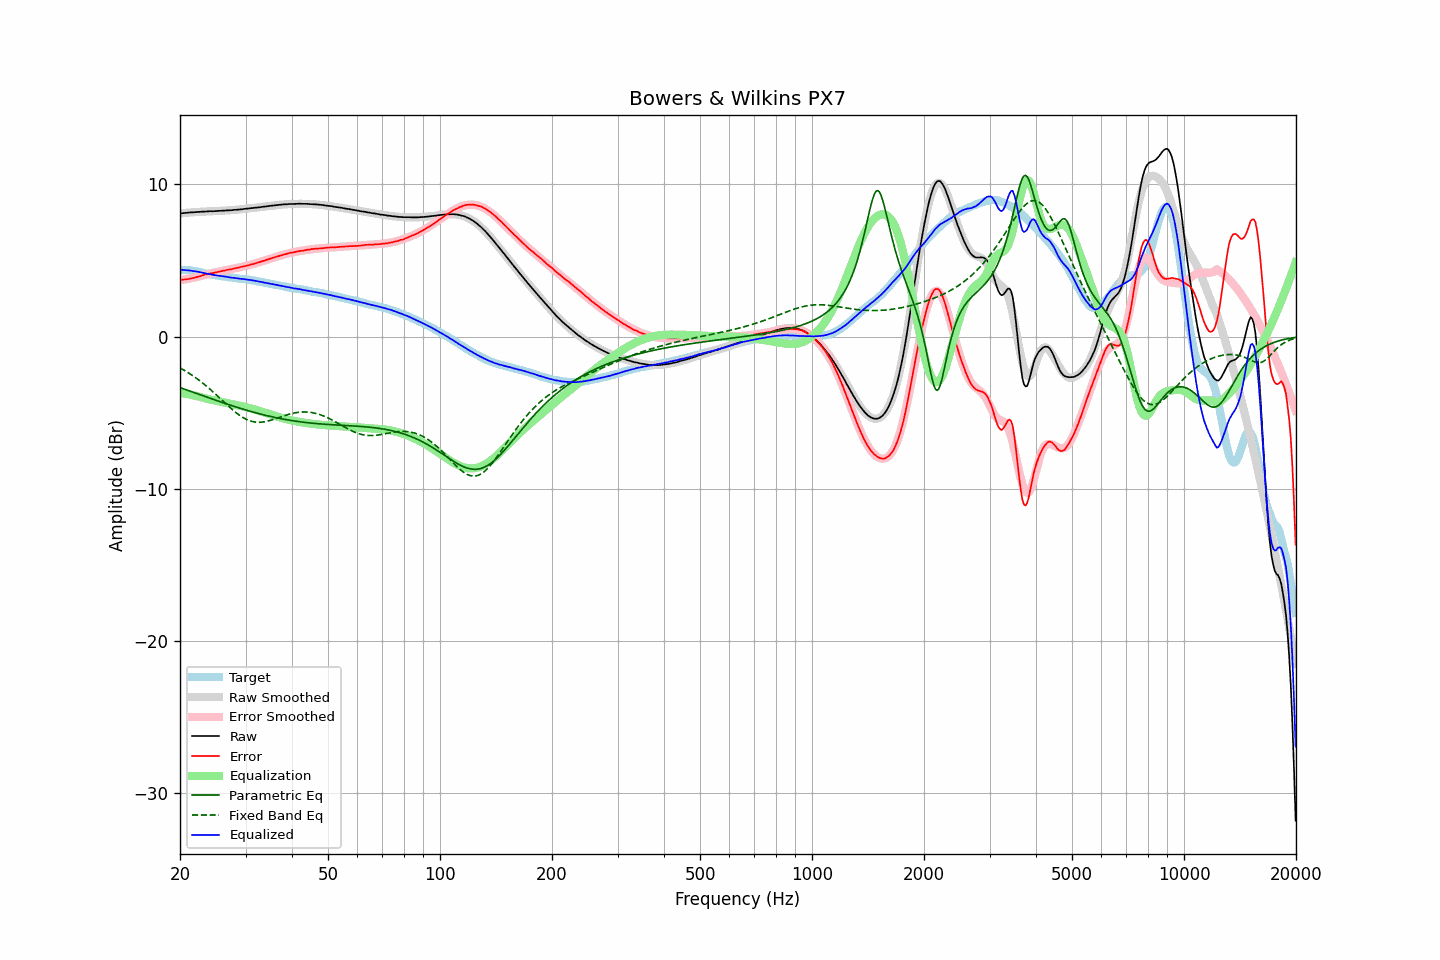 Bowers & Wilkins PX7
Amplitude (dBr)
10
0
−10
−20
−30
Target
Raw Smoothed
Error Smoothed
Raw
Error
Equalization
Parametric Eq
Fixed Band Eq
Equalized
20 50 100 200 500 1000 2000 5000 10000 20000
Frequency (Hz)